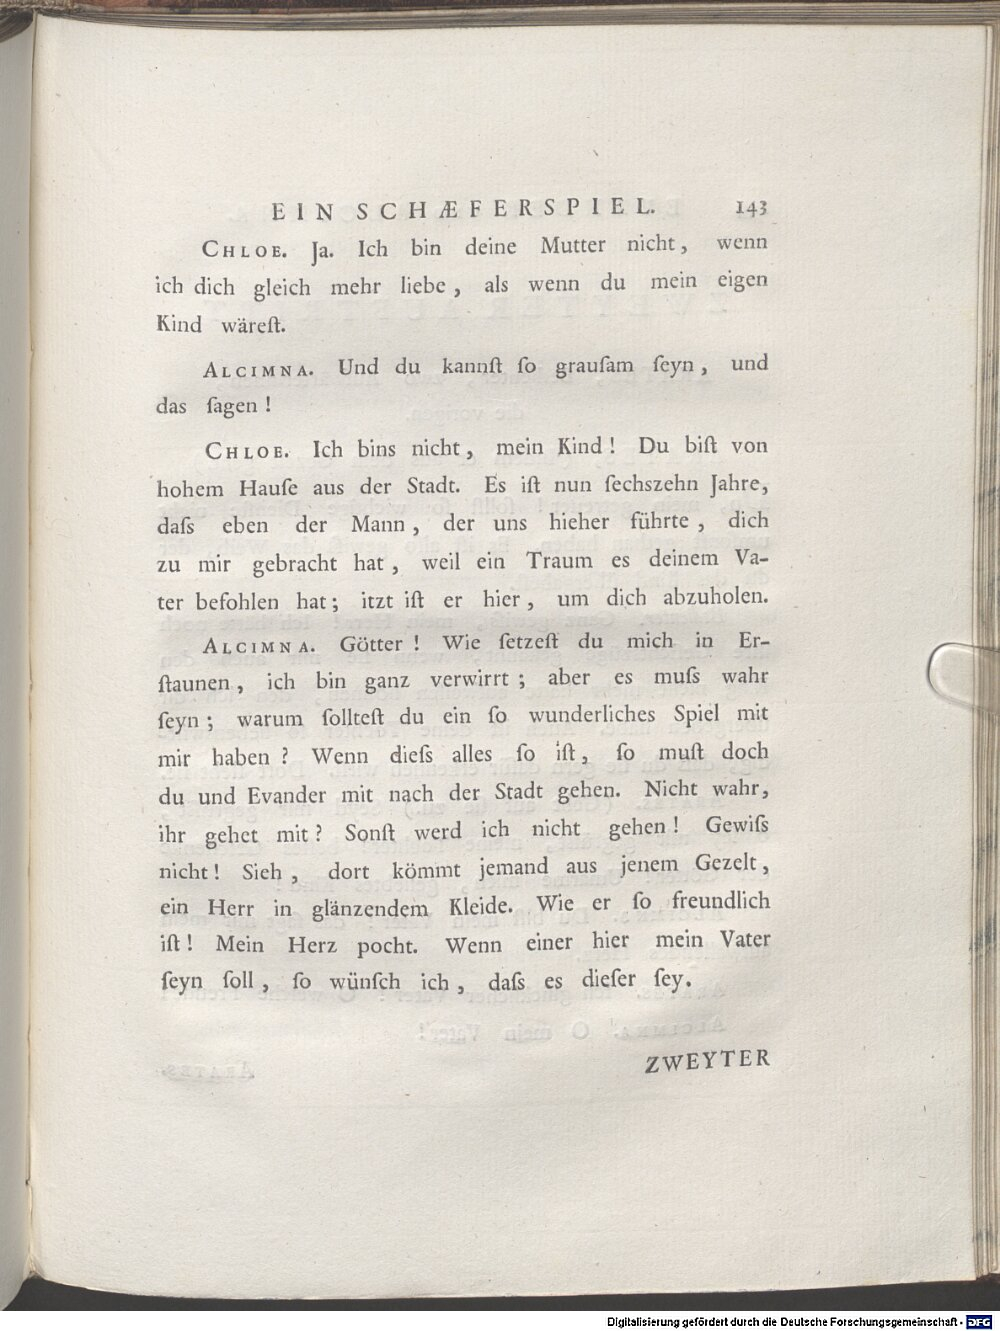 EIN SCHÆFERSPIEL. 143
CHLOE. Ja. Ich bin deine Mutter nicht, wenn
ich dich gleich mehr liebe, als wenn du mein eigen
Kind wäreſt.
ALCIMNA. Und du kannſt ſo grauſam ſeyn, und
das ſagen!
CHLOE. Ich bins nicht, mein Kind! Du biſt von
hohem Hauſe aus der Stadt. Es iſt nun ſechszehn Jahre,
daſs eben der Mann, der uns hieher führte, dich
zu mir gebracht hat, weil ein Traum es deinem Va-
ter befohlen hat; itzt iſt er hier, um dich abzuholen.
ALCIMNA. Götter! Wie ſetzeſt du mich in Er-
ſtaunen, ich bin ganz verwirrt; aber es muſs wahr
ſeyn; warum ſollteſt du ein ſo wunderliches Spiel mit
mir haben? Wenn dieſs alles ſo iſt, ſo muſt doch
du und Evander mit nach der Stadt gehen. Nicht wahr,
ihr gehet mit? Sonſt werd ich nicht gehen! Gewiſs
nicht! Sieh, dort kömmt jemand aus jenem Gezelt,
ein Herr in glänzendem Kleide. Wie er ſo freundlich
iſt! Mein Herz pocht. Wenn einer hier mein Vater
ſeyn ſoll, ſo wünſch ich, daſs es dieſer ſey.
ZWEYTER
Digitalisierung gefördert durch die Deutsche Forschungsgemeinschaft - DFG